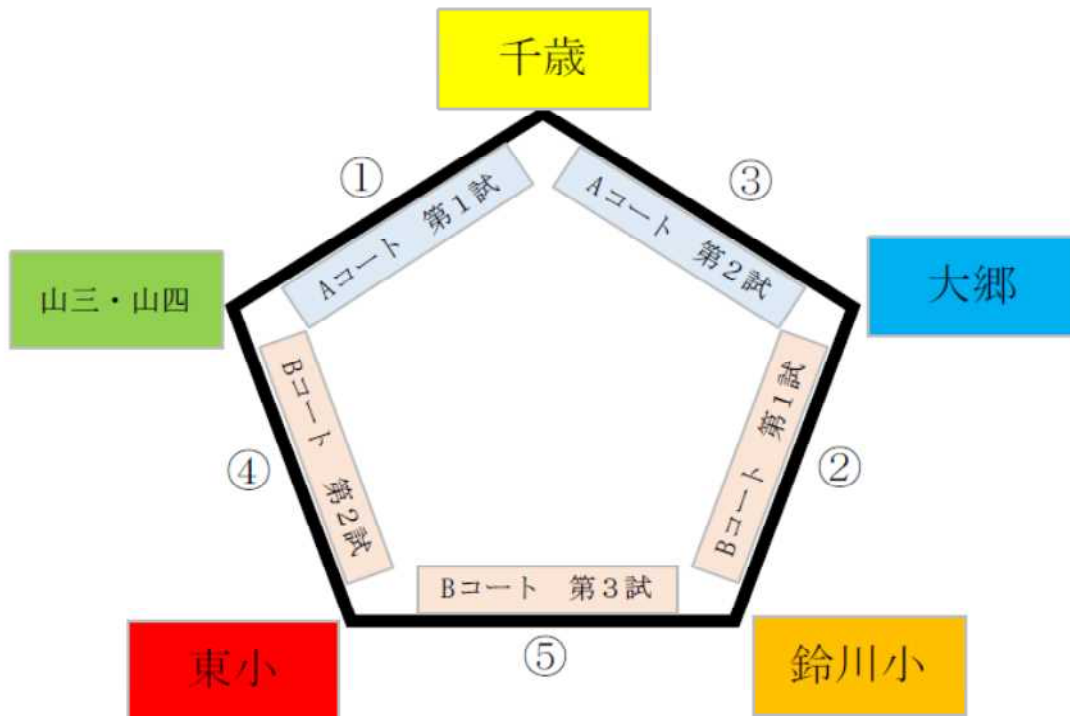 千歳
①
③
Aコート　第１試
Aコート　第２試
山三・山四
大郷
Bコート　第２試
Bコート　第１試
④
②
Bコート　第３試
東小
⑤
鈴川小